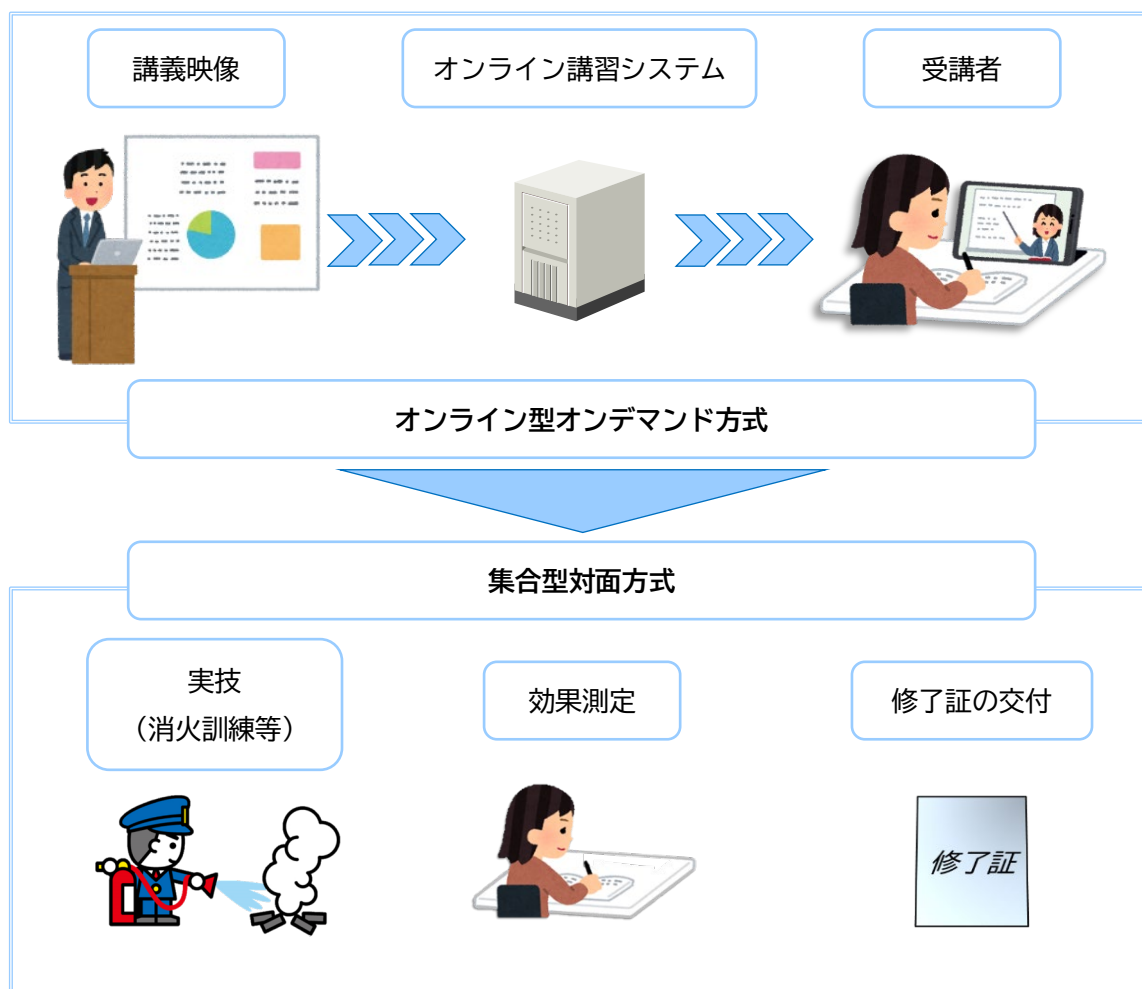 講義映像
オンライン講習システム
受講者
オンライン型オンデマンド方式
集合型対面方式
実技
（消火訓練等）
効果測定
修了証の交付
修了証